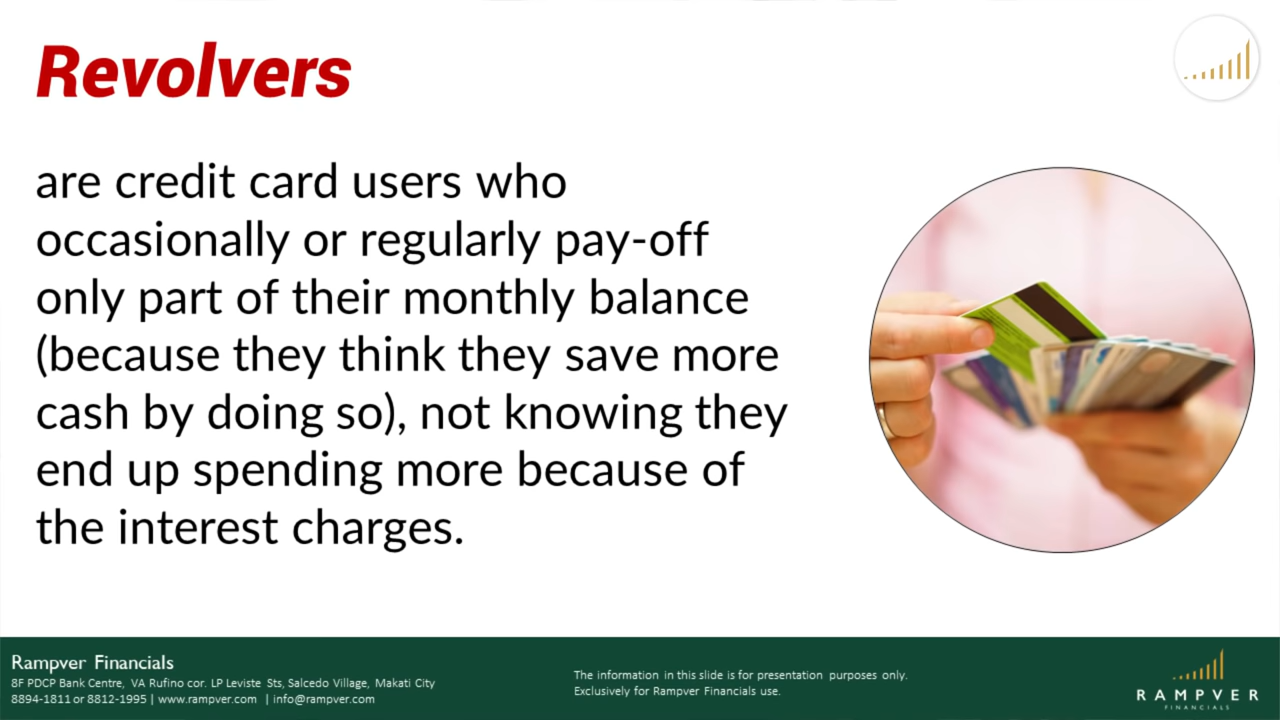 Revolvers
are credit card users who
occasionally or regularly pay-off
only part of their monthly balance
(because they think they save more
cash by doing so), not knowing they
end up spending more because of
the interest charges.
Rampver Financials
8F PDCP Bank Centre, VA Rufino cor. LP Leviste Sts, Salcedo Village, Makati City
8894-1811 or 8812-1995 | www.rampver.com | info@rampver.com
The information in this slide is for presentation purposes only.
Exclusively for Rampver Financials use.
RAMPVER
FINANCIALS